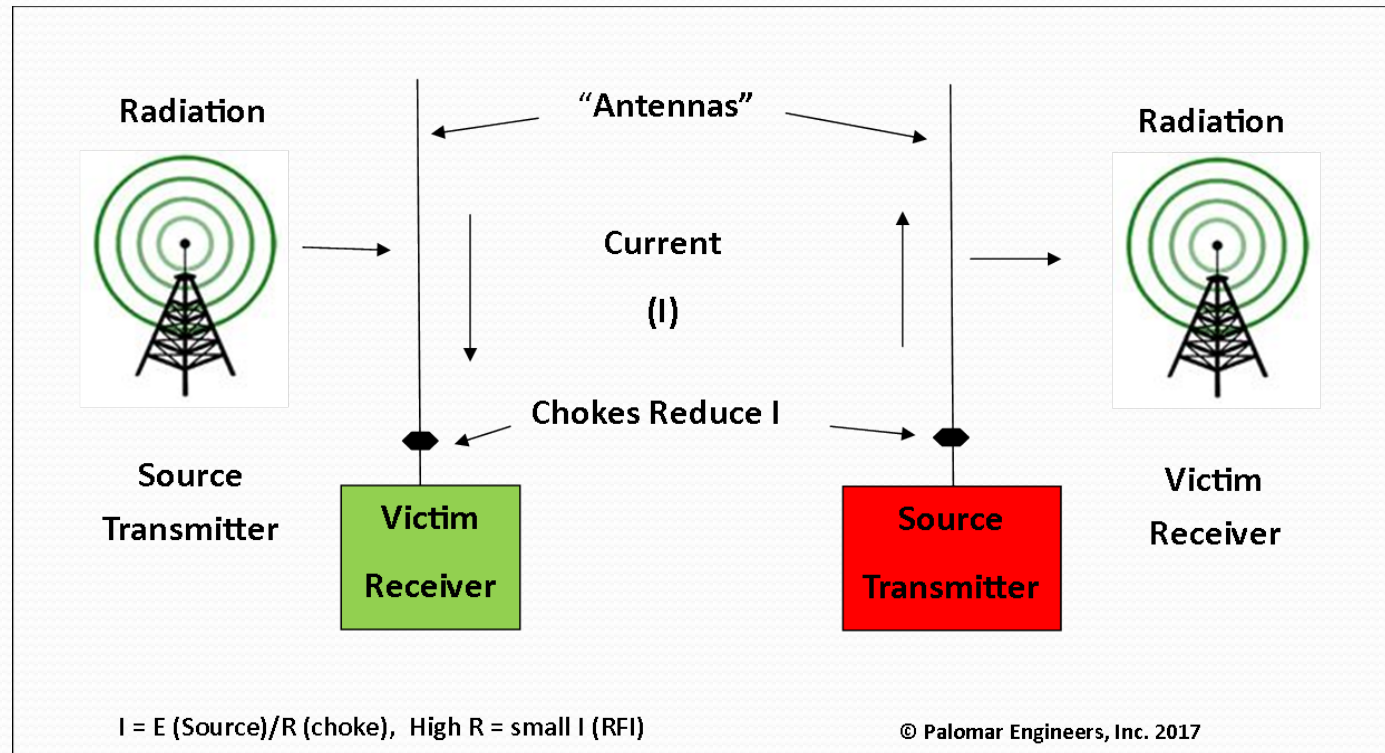 Radiation
“Antennas”
Radiation
Current
(I)
Chokes Reduce I
Source
Transmitter
Victim
Receiver
Source
Transmitter
Victim
Receiver
I = E (Source)/R (choke),  High R = small I (RFI)
© Palomar Engineers, Inc. 2017